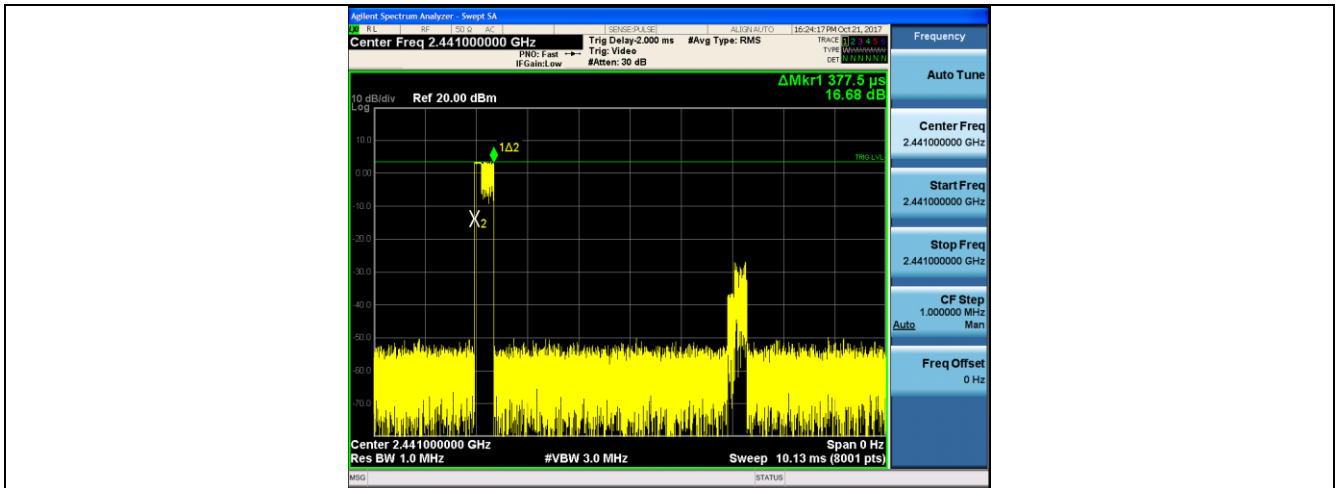 Agilent Spectrum Analyzer - Swept SA
RL RF 50 Ω AC SENSE:PULSE ALIGN AUTO 16:24:17 PM Oct 21, 2017
Center Freq 2.441000000 GHz
PNO: Fast
IFGain:Low
Trig Delay-2.000 ms
Trig: Video
#Atten: 30 dB
#Avg Type: RMS
TRACE 1 2 3 4 5 6
TYPE
DET N N N N N N
ΔMkr1 377.5 µs
16.68 dB
10 dB/div Ref 20.00 dBm
Log
10.0
0.00
-10.0
-20.0
-30.0
-40.0
-50.0
-60.0
-70.0
1Δ2
TRIG LVL
X2
Center 2.441000000 GHz Span 0 Hz
Res BW 1.0 MHz #VBW 3.0 MHz Sweep 10.13 ms (8001 pts)
MSG STATUS
Frequency
Auto Tune
Center Freq
2.441000000 GHz
Start Freq
2.441000000 GHz
Stop Freq
2.441000000 GHz
CF Step
1.000000 MHz
Auto Man
Freq Offset
0 Hz